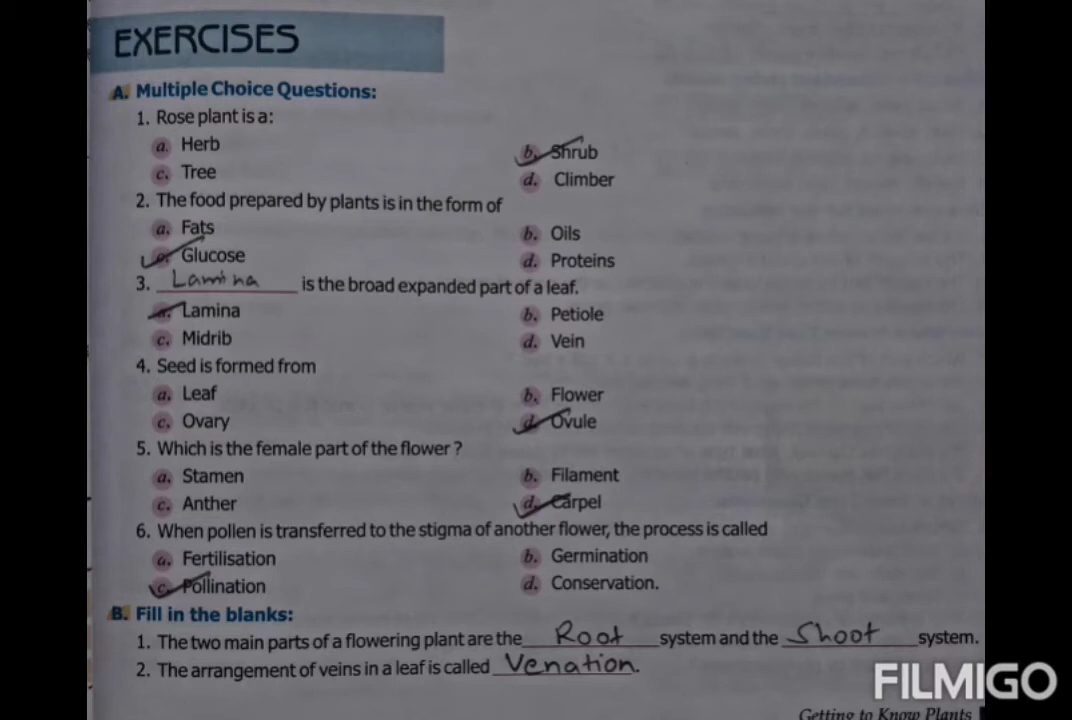 EXERCISES
A. Multiple Choice Questions:
1. Rose plant is a:
a. Herb
b. Shrub
c. Tree
d. Climber
2. The food prepared by plants is in the form of
a. Fats
b. Oils
c. Glucose
d. Proteins
3. Lamina is the broad expanded part of a leaf.
a. Lamina
b. Petiole
c. Midrib
d. Vein
4. Seed is formed from
a. Leaf
b. Flower
c. Ovary
d. Ovule
5. Which is the female part of the flower ?
a. Stamen
b. Filament
c. Anther
d. Carpel
6. When pollen is transferred to the stigma of another flower, the process is called
a. Fertilisation
b. Germination
c. Pollination
d. Conservation.
B. Fill in the blanks:
1. The two main parts of a flowering plant are the Root system and the Shoot system.
2. The arrangement of veins in a leaf is called Venation.
FILMIGO
Getting to Know Plants